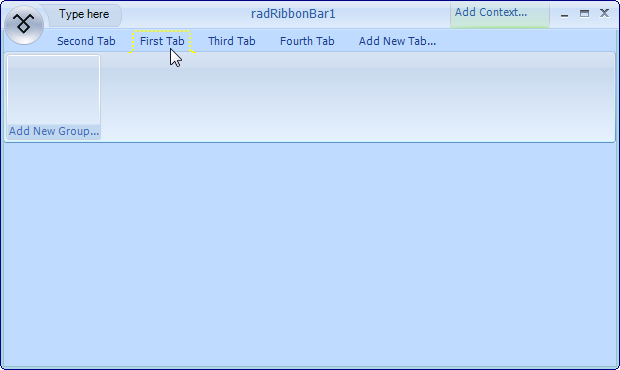 Type here
radRibbonBar1
Add Context...
Second Tab
First Tab
Third Tab
Fourth Tab
Add New Tab...
Add New Group...